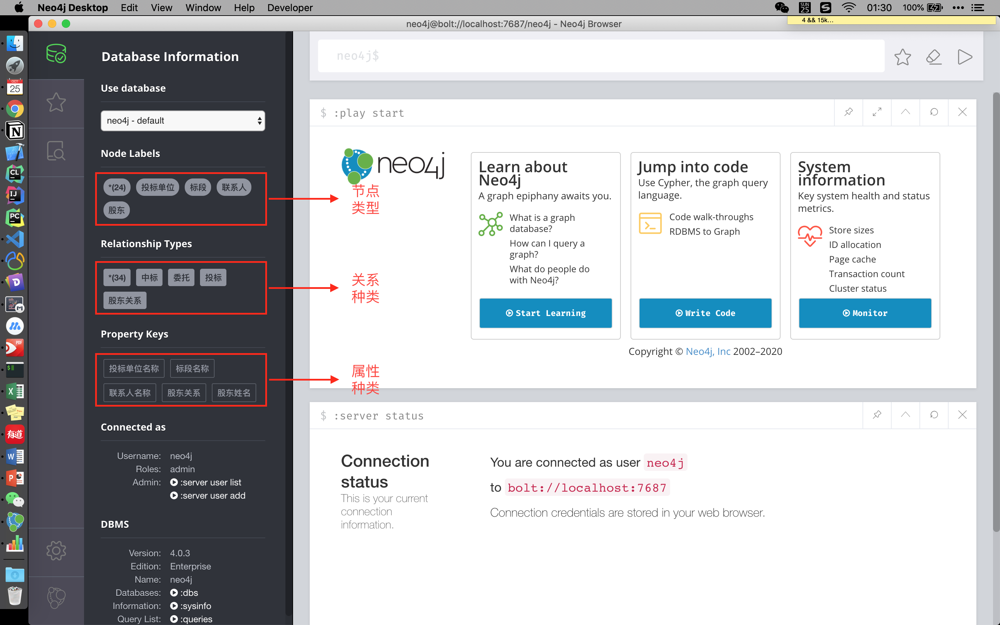 Neo4j Desktop Edit View Window Help Developer
SUN 25
01:30 100%
4 && 15k...
neo4j@bolt://localhost:7687/neo4j - Neo4j Browser
OCT
25
CL
IJ
PC
PDF
有道
Database Information
Use database
neo4j - default
Node Labels
*(24) 投标单位 标段 联系人
股东
节点
类型
Relationship Types
*(34) 中标 委托 投标
股东关系
关系
种类
Property Keys
投标单位名称 标段名称
联系人名称 股东关系 股东姓名
属性
种类
Connected as
Username: neo4j
Roles: admin
Admin: :server user list
:server user add
DBMS
Version: 4.0.3
Edition: Enterprise
Name: neo4j
Databases: :dbs
Information: :sysinfo
Query List: :queries
neo4j$
$ :play start
neo4j
Learn about
Neo4j
A graph epiphany awaits you.
What is a graph
database?
How can I query a
graph?
What do people do
with Neo4j?
Start Learning
Jump into code
Use Cypher, the graph query
language.
Code walk-throughs
RDBMS to Graph
Write Code
System
information
Key system health and status
metrics.
Store sizes
ID allocation
Page cache
Transaction count
Cluster status
Monitor
Copyright © Neo4j, Inc 2002–2020
$ :server status
Connection
status
This is your current
connection
information.
You are connected as user neo4j
to bolt://localhost:7687
Connection credentials are stored in your web browser.